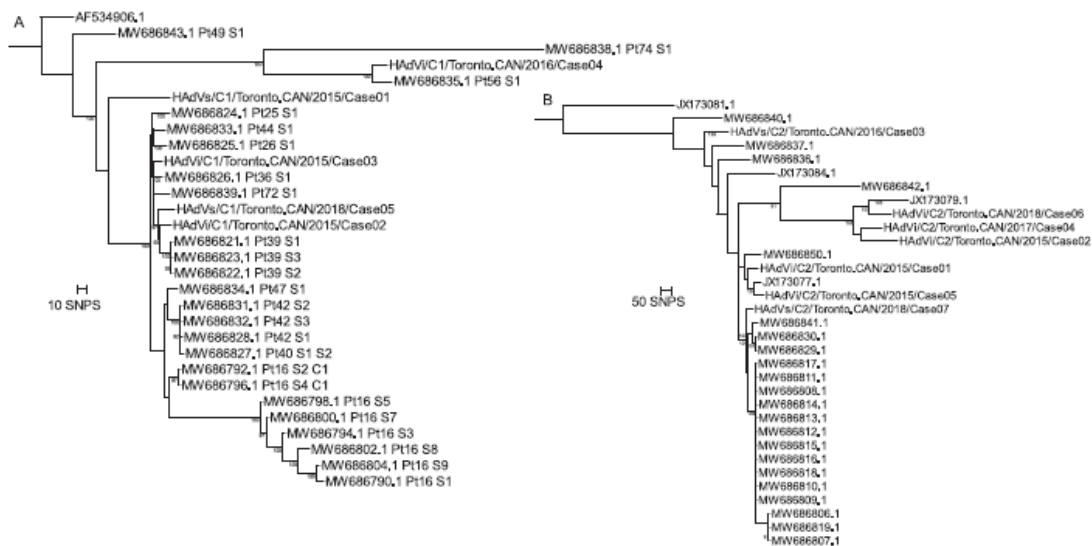 A
AF534906.1
MW686843.1 Pt49 S1
MW686838.1 Pt74 S1
HAdVi/C1/Toronto.CAN/2016/Case04
MW686835.1 Pt56 S1
HAdVs/C1/Toronto.CAN/2015/Case01
MW686824.1 Pt25 S1
MW686833.1 Pt44 S1
MW686825.1 Pt26 S1
HAdVi/C1/Toronto.CAN/2015/Case03
MW686826.1 Pt36 S1
MW686839.1 Pt72 S1
HAdVs/C1/Toronto.CAN/2018/Case05
HAdVi/C1/Toronto.CAN/2015/Case02
MW686821.1 Pt39 S1
MW686823.1 Pt39 S3
MW686822.1 Pt39 S2
MW686834.1 Pt47 S1
MW686831.1 Pt42 S2
MW686832.1 Pt42 S3
MW686828.1 Pt42 S1
MW686827.1 Pt40 S1 S2
MW686792.1 Pt16 S2 C1
MW686796.1 Pt16 S4 C1
MW686798.1 Pt16 S5
MW686800.1 Pt16 S7
MW686794.1 Pt16 S3
MW686802.1 Pt16 S8
MW686804.1 Pt16 S9
MW686790.1 Pt16 S1
10 SNPS
B
JX173081.1
MW686840.1
HAdVs/C2/Toronto.CAN/2016/Case03
MW686837.1
MW686836.1
JX173084.1
MW686842.1
JX173079.1
HAdVi/C2/Toronto.CAN/2018/Case06
HAdVi/C2/Toronto.CAN/2017/Case04
HAdVi/C2/Toronto.CAN/2015/Case02
MW686850.1
HAdVi/C2/Toronto.CAN/2015/Case01
JX173077.1
HAdVi/C2/Toronto.CAN/2015/Case05
HAdVs/C2/Toronto.CAN/2018/Case07
MW686841.1
MW686830.1
MW686829.1
MW686817.1
MW686811.1
MW686808.1
MW686814.1
MW686813.1
MW686812.1
MW686815.1
MW686816.1
MW686818.1
MW686810.1
MW686809.1
MW686806.1
MW686819.1
MW686807.1
50 SNPS